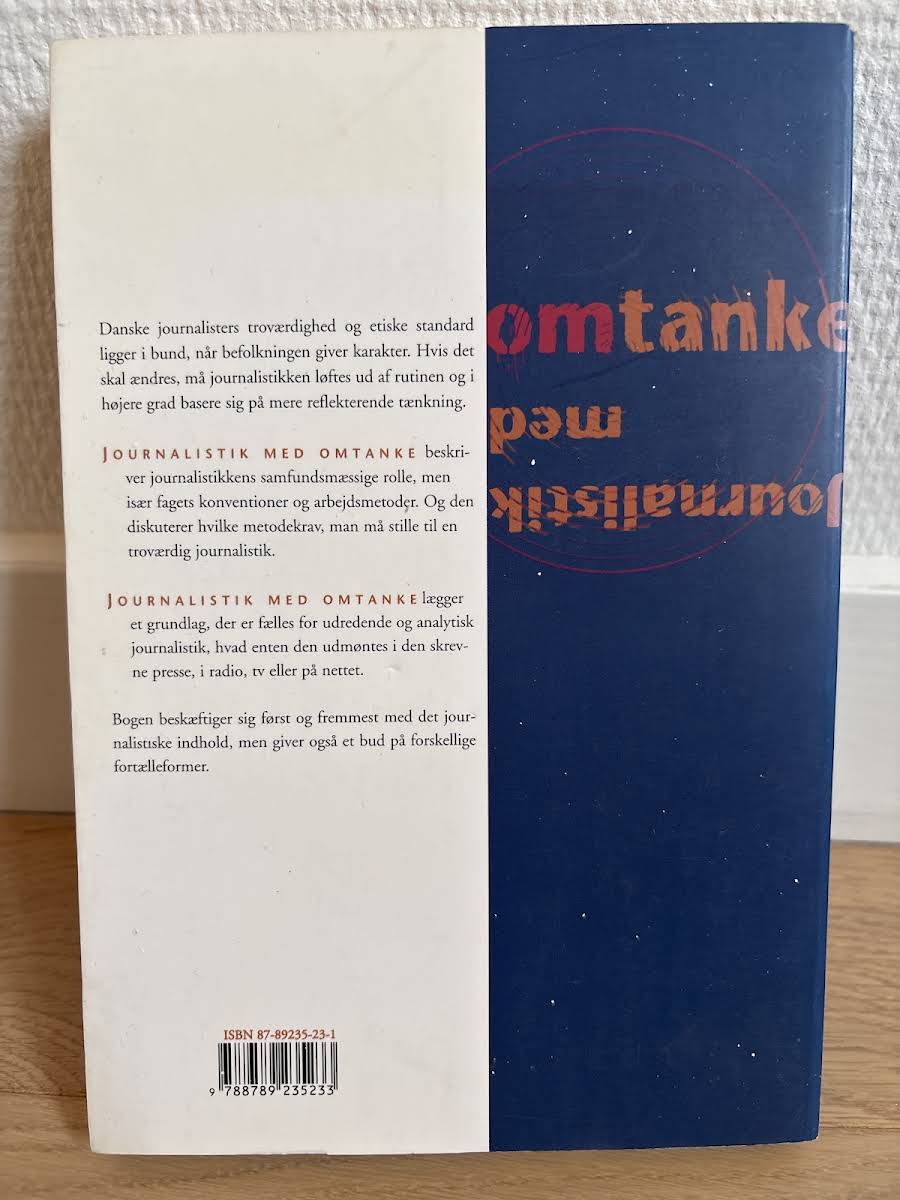 Danske journalisters troværdighed og etiske standard
ligger i bund, når befolkningen giver karakter. Hvis det
skal ændres, må journalistikken løftes ud af rutinen og i
højere grad basere sig på mere reflekterende tænkning.
JOURNALISTIK MED OMTANKE beskri-
ver journalistikkens samfundsmæssige rolle, men
især fagets konventioner og arbejdsmetoder. Og den
diskuterer hvilke metodekrav, man må stille til en
troværdig journalistik.
JOURNALISTIK MED OMTANKE lægger
et grundlag, der er fælles for udredende og analytisk
journalistik, hvad enten den udmøntes i den skrev-
ne presse, i radio, tv eller på nettet.
Bogen beskæftiger sig først og fremmest med det jour-
nalistiske indhold, men giver også et bud på forskellige
fortælleformer.
ISBN 87-89235-23-1
9 788789 235233
omtanke
med
Journalistik